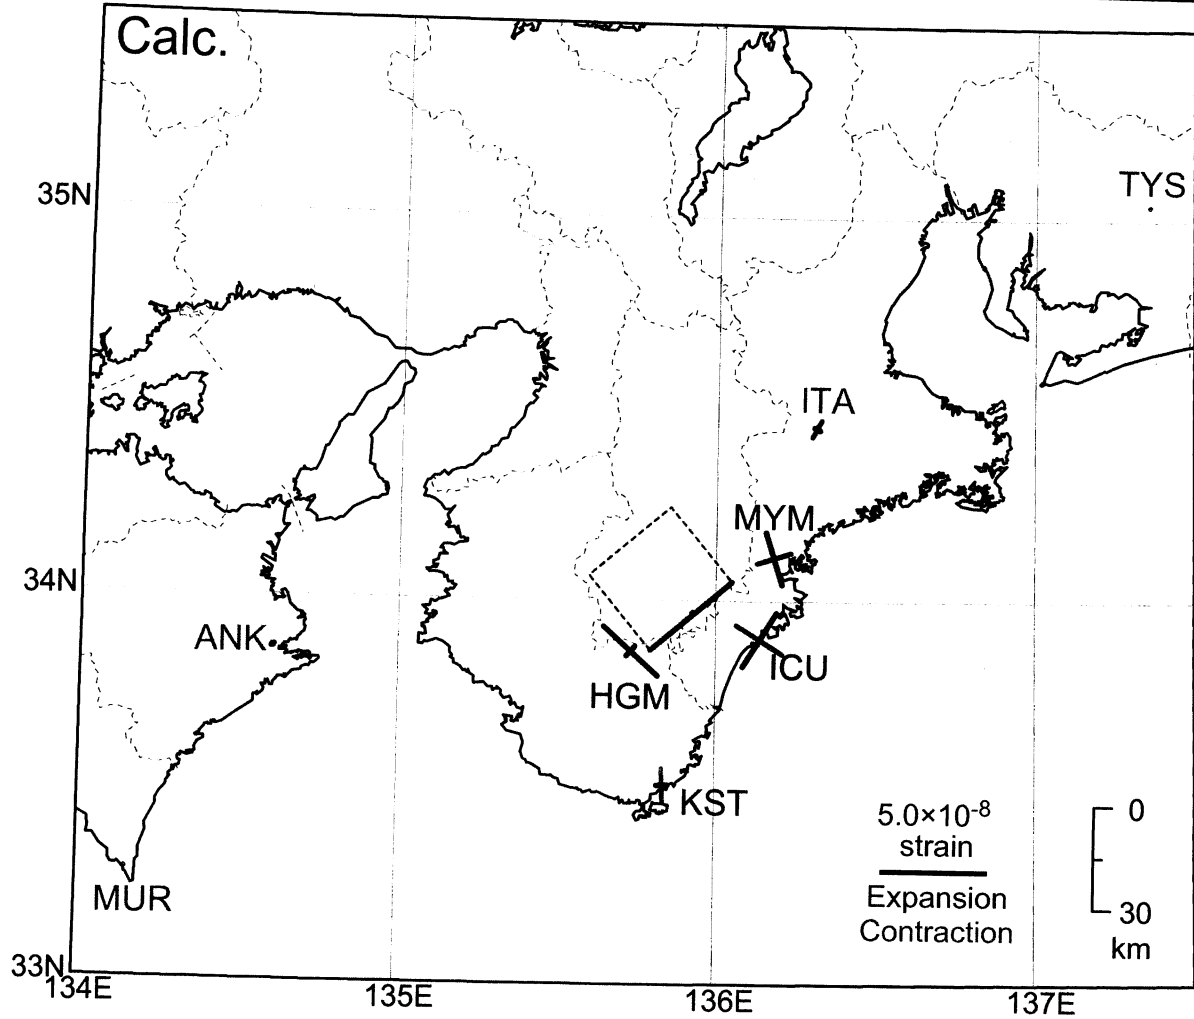 Calc.
35N
TYS
ITA
MYM
34N
ANK
ICU
HGM
KST
5.0×10⁻⁸
strain
0
Expansion
Contraction
30
km
MUR
33N
134E
135E
136E
137E